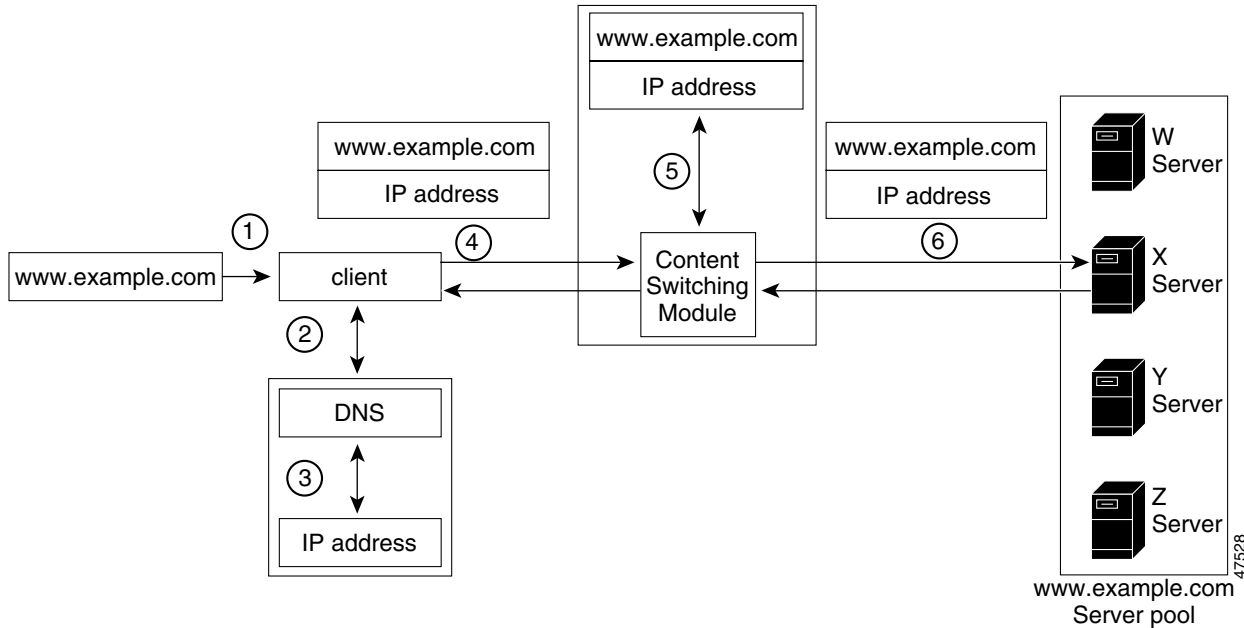 www.example.com
IP address
www.example.com
IP address
www.example.com
IP address
W
Server
5
1
4
6
X
Server
www.example.com
client
Content
Switching
Module
2
DNS
Y
Server
3
IP address
Z
Server
47528
www.example.com
Server pool